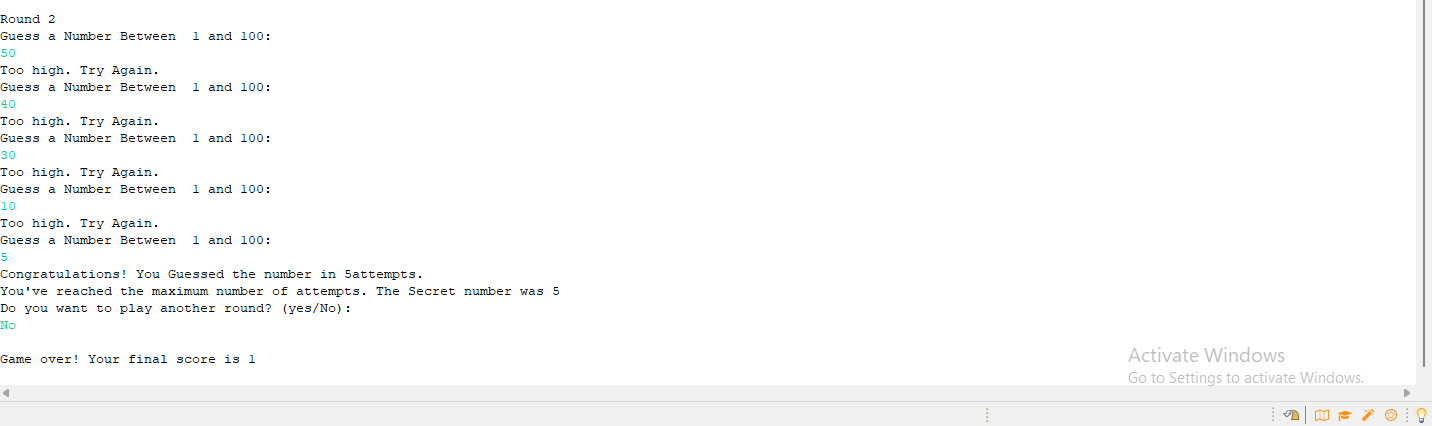 Round 2
Guess a Number Between  1 and 100:
50
Too high. Try Again.
Guess a Number Between  1 and 100:
40
Too high. Try Again.
Guess a Number Between  1 and 100:
30
Too high. Try Again.
Guess a Number Between  1 and 100:
10
Too high. Try Again.
Guess a Number Between  1 and 100:
5
Congratulations! You Guessed the number in 5attempts.
You've reached the maximum number of attempts. The Secret number was 5
Do you want to play another round? (yes/No):
No
Game over! Your final score is 1
Activate Windows
Go to Settings to activate Windows.